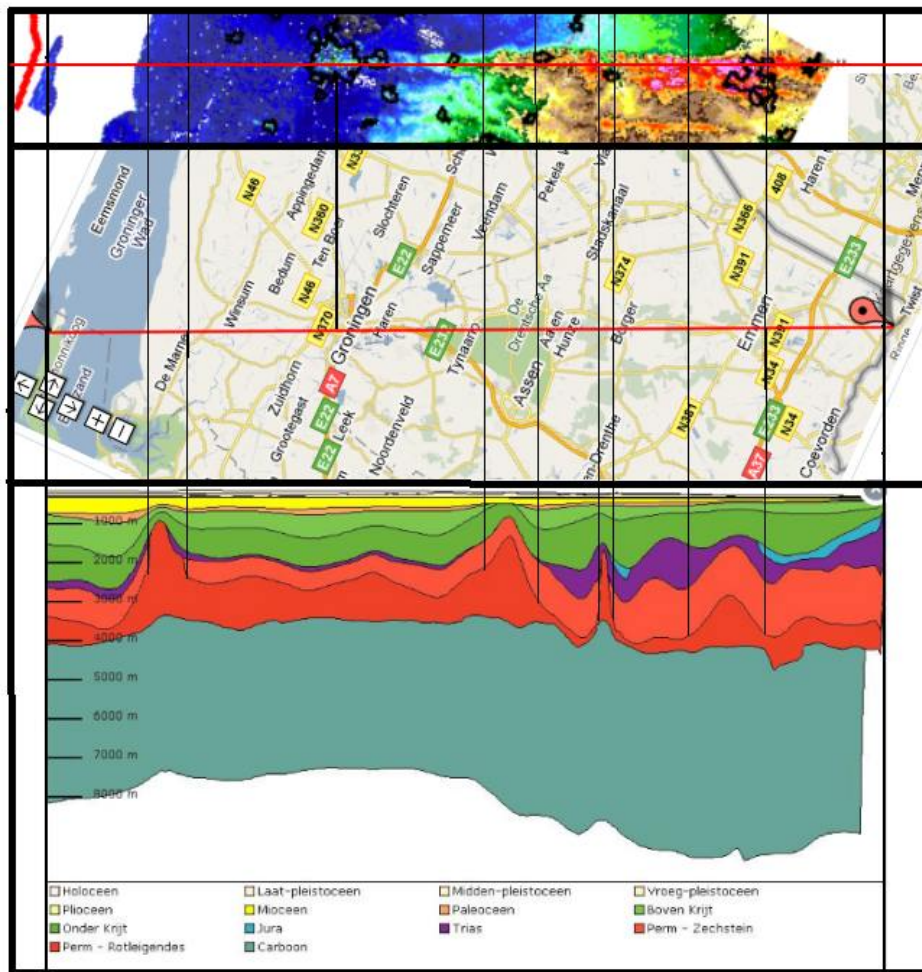 Eemsmond
Groninger
Wad
N46
Appingedam
N360
Ten Boer
Slochteren
E22
Sappemeer
Veendam
Pekela
Stadskanaal
N374
N366
408
Haren
N391
E233
Twist
De Marne
Winsum
Bedum
N46
N370
Groningen
Haren
E233
Tynaarlo
De
Drentsche Aa
Aa en
Hunze
Borger
Emmen
N391
Zuidhorn
A7
Grootegast
E22
Leek
E22
Noordenveld
Assen
N381
N34
E233
N34
A37
Coevorden
1000 m
2000 m
3000 m
4000 m
5000 m
6000 m
7000 m
8000 m
Holoceen Laat-pleistoceen Midden-pleistoceen Vroeg-pleistoceen
Plioceen Mioceen Paleoceen Boven Krijt
Onder Krijt Jura Trias Perm - Zechstein
Perm - Rotleigendes Carboon